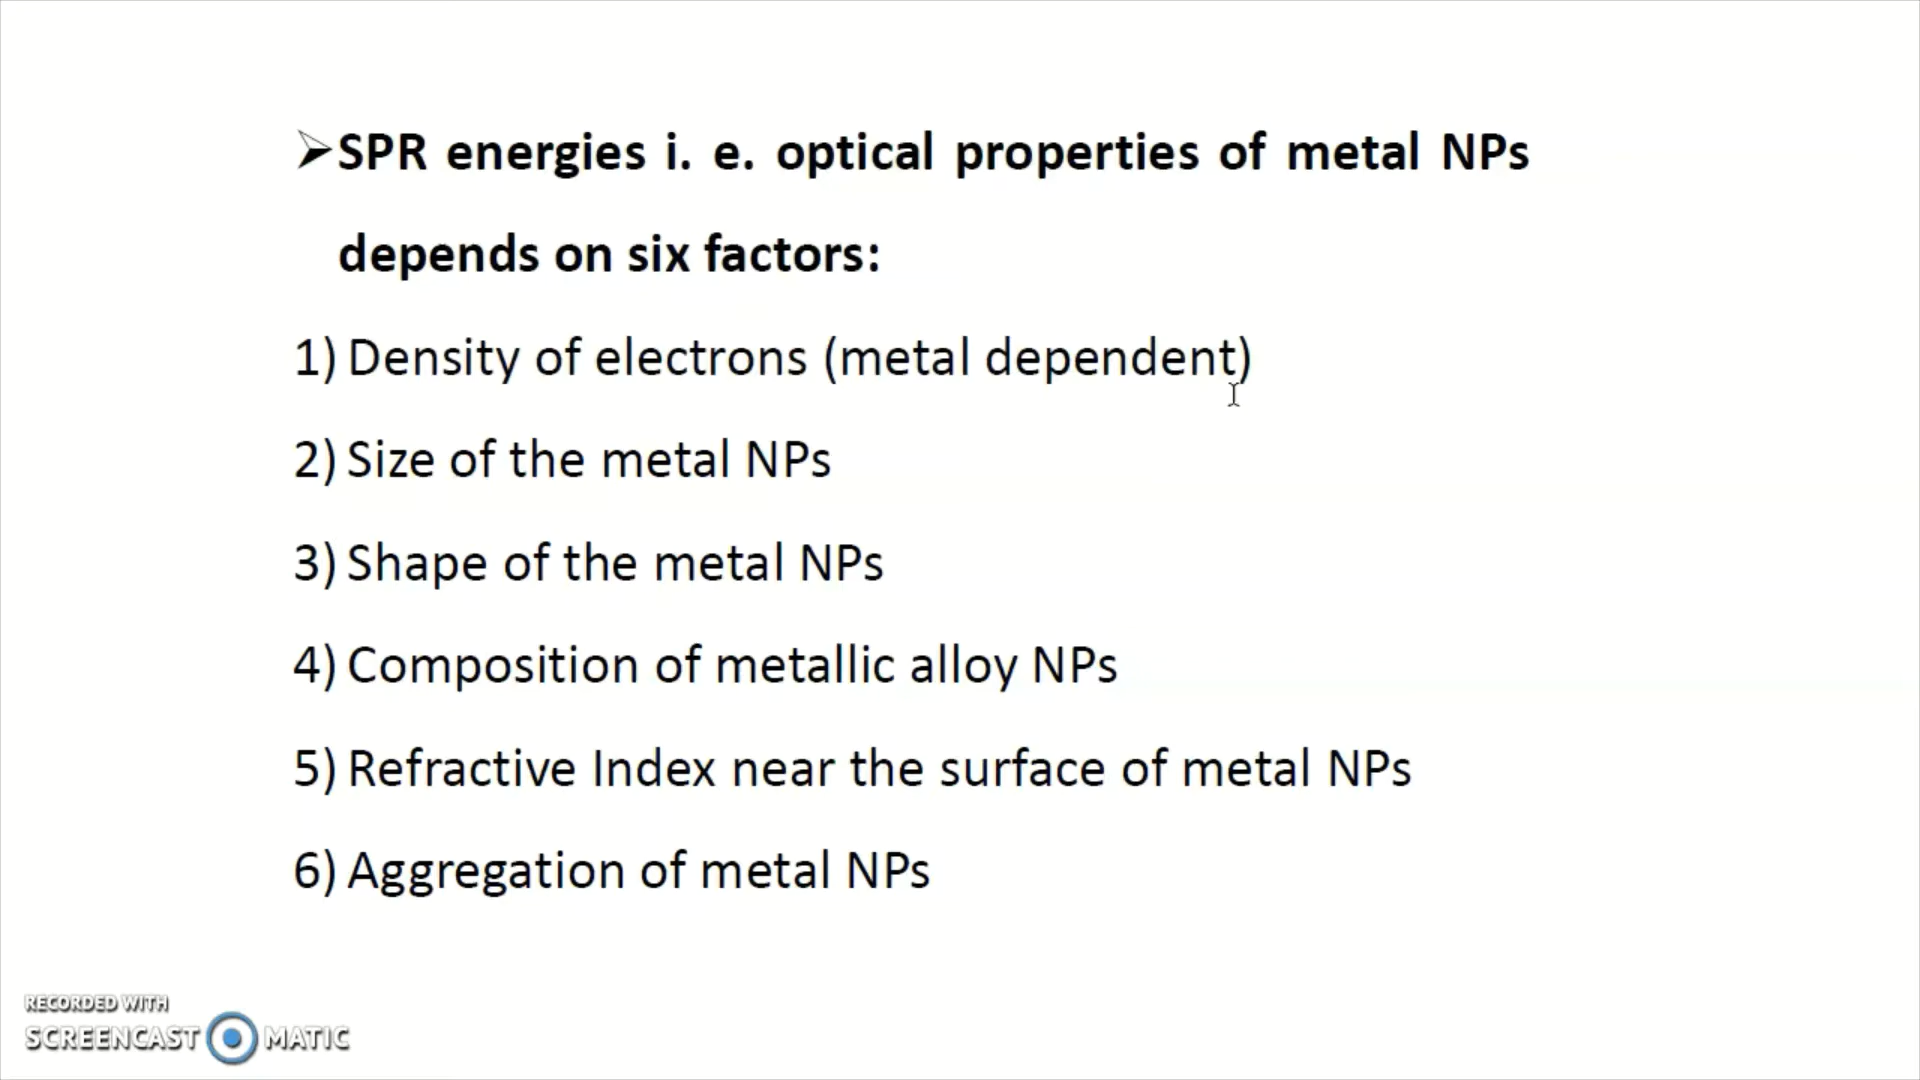 ➢SPR energies i. e. optical properties of metal NPs
depends on six factors:
1) Density of electrons (metal dependent)
2) Size of the metal NPs
3) Shape of the metal NPs
4) Composition of metallic alloy NPs
5) Refractive Index near the surface of metal NPs
6) Aggregation of metal NPs
RECORDED WITH
SCREENCAST MATIC